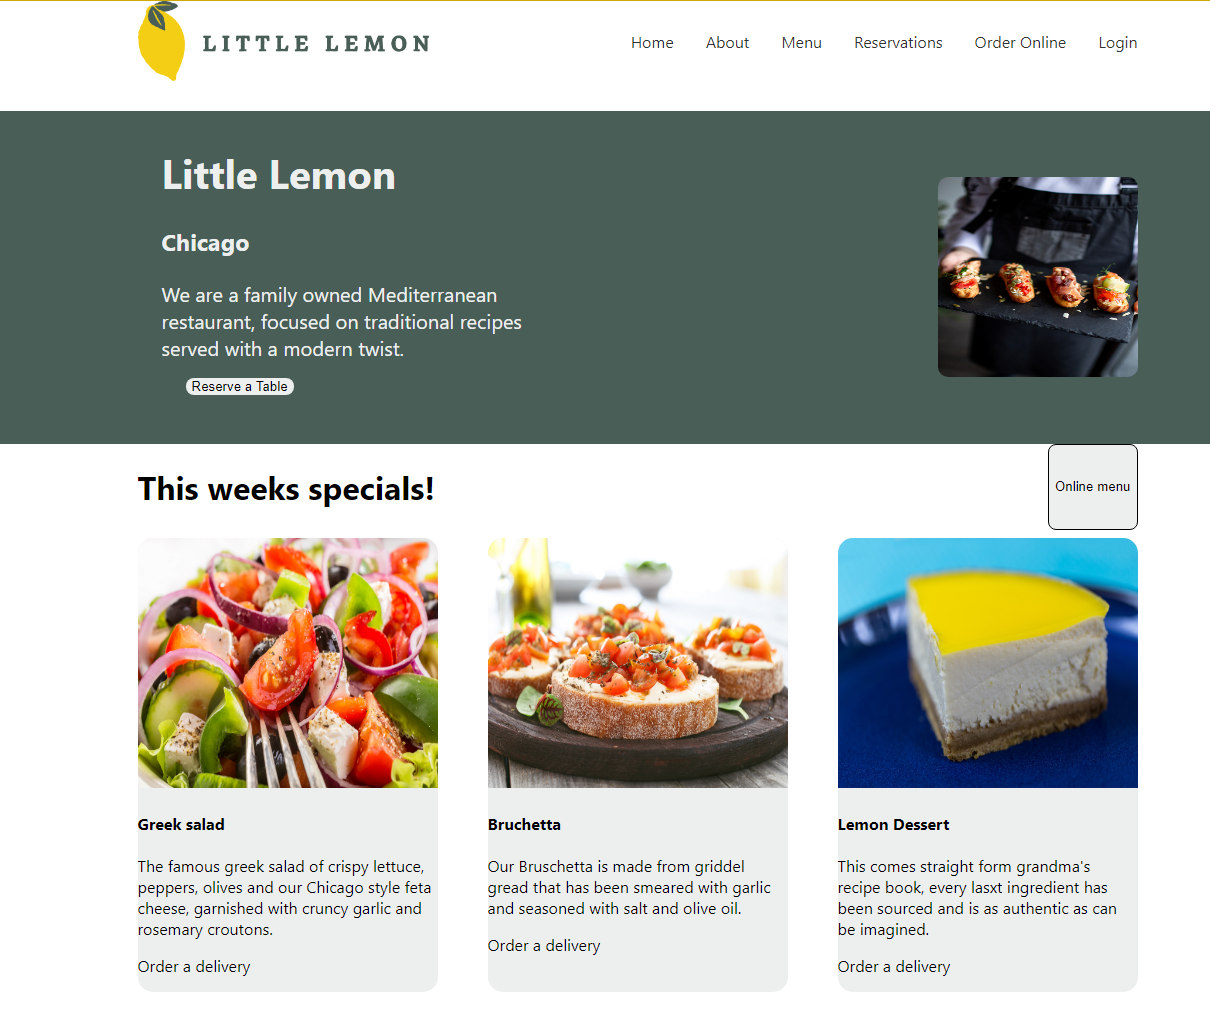 LITTLE LEMON
Home About Menu Reservations Order Online Login
Little Lemon
Chicago
We are a family owned Mediterranean
restaurant, focused on traditional recipes
served with a modern twist.
Reserve a Table
This weeks specials!
Online menu
Greek salad
The famous greek salad of crispy lettuce,
peppers, olives and our Chicago style feta
cheese, garnished with cruncy garlic and
rosemary croutons.
Order a delivery
Bruchetta
Our Bruschetta is made from griddel
gread that has been smeared with garlic
and seasoned with salt and olive oil.
Order a delivery
Lemon Dessert
This comes straight form grandma's
recipe book, every lasxt ingredient has
been sourced and is as authentic as can
be imagined.
Order a delivery